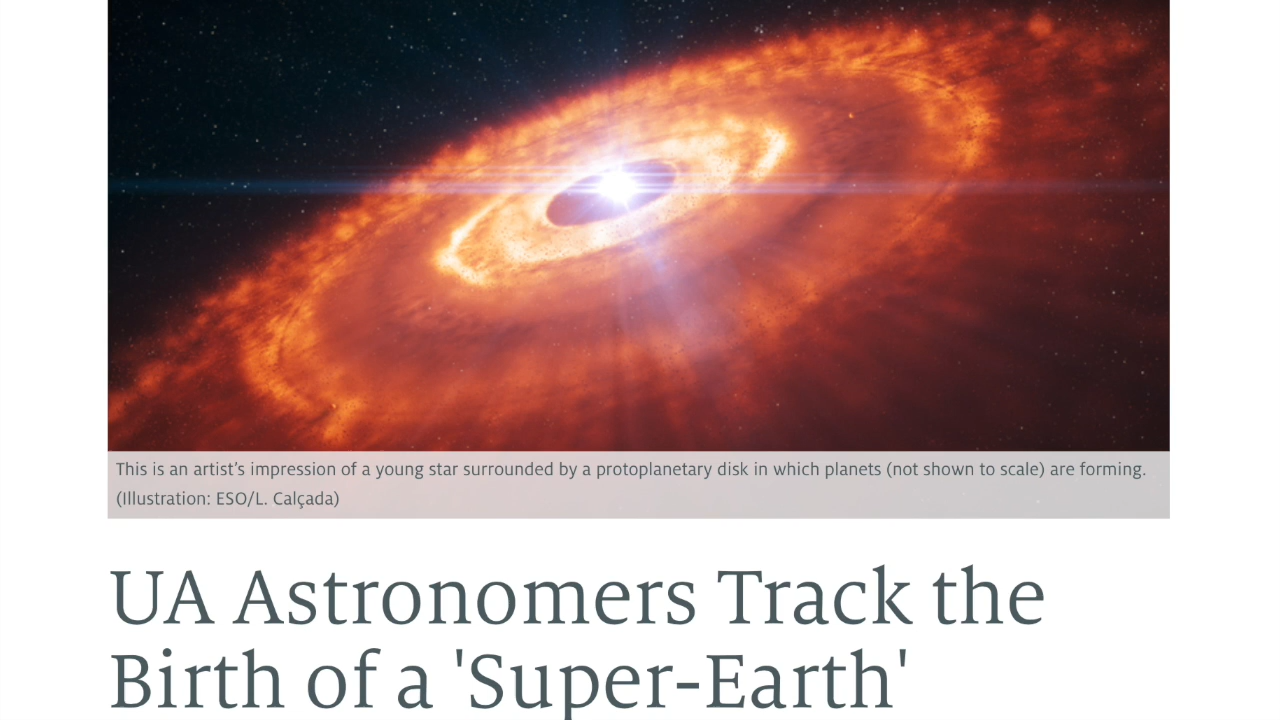 This is an artist's impression of a young star surrounded by a protoplanetary disk in which planets (not shown to scale) are forming.
(Illustration: ESO/L. Calçada)
UA Astronomers Track the
Birth of a 'Super-Earth'